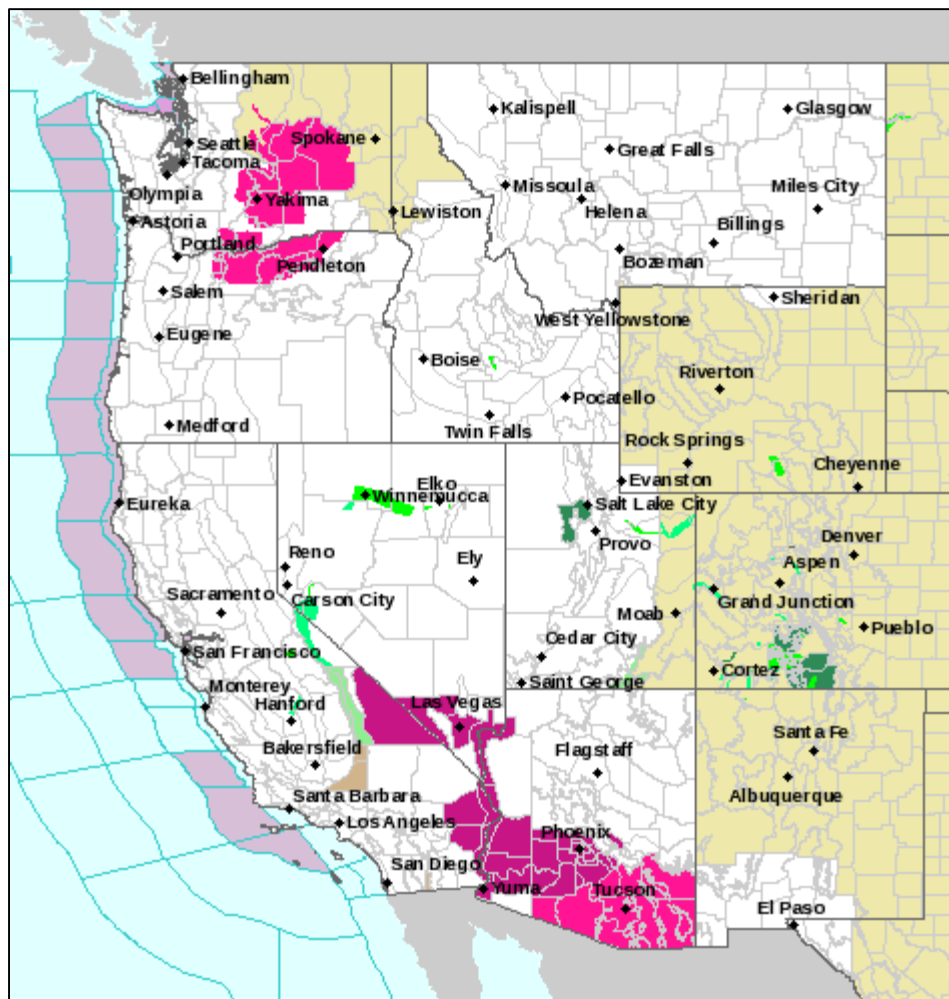 Bellingham
Kalispell
Glasgow
Spokane
Seattle
Great Falls
Tacoma
Missoula
Miles City
Olympia
Yakima
Helena
Lewiston
Astoria
Billings
Portland
Bozeman
Pendleton
Salem
Sheridan
West Yellowstone
Eugene
Boise
Riverton
Pocatello
Medford
Twin Falls
Rock Springs
Cheyenne
Elko
Evanston
Winnemucca
Eureka
Salt Lake City
Provo
Denver
Reno
Ely
Aspen
Sacramento
Carson City
Grand Junction
Moab
Pueblo
Cedar City
San Francisco
Cortez
Saint George
Monterey
Hanford
Las Vegas
Bakersfield
Flagstaff
Santa Fe
Albuquerque
Santa Barbara
Los Angeles
Phoenix
San Diego
Yuma
Tucson
El Paso